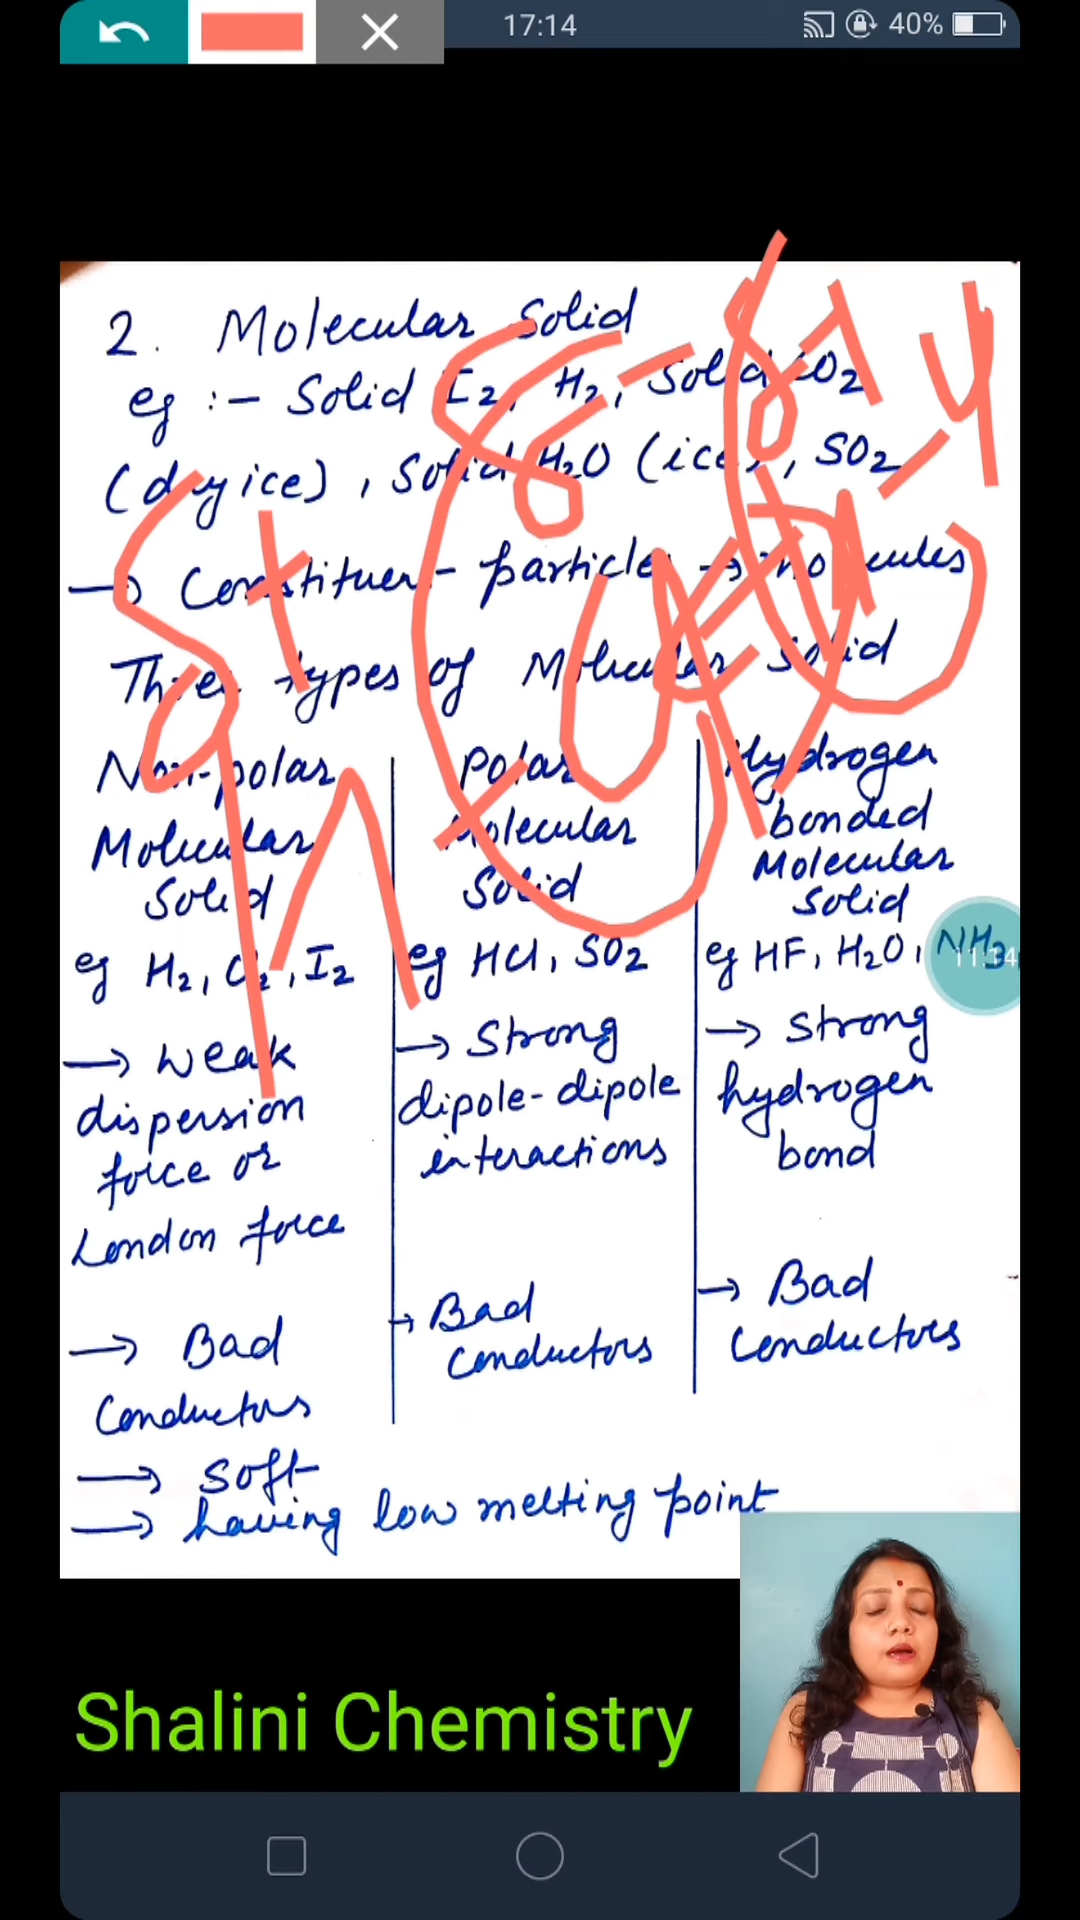 17:14
40%
2. Molecular Solid
eg :- Solid I2, H2, Solid CO2
(dry ice), Solid H2O (ice), SO2
→ Constituent particle → molecules
Three types of Molecular Solid
Non-polar
Molecular
Solid
eg H2, Cl2, I2
→ Weak
dispersion
force or
London force
→ Bad
Conductors
→ Soft
→ having low melting point
Polar
Molecular
Solid
eg HCl, SO2
→ Strong
dipole-dipole
interactions
→ Bad
Conductors
Hydrogen
bonded
Molecular
Solid
eg HF, H2O, NH3
→ Strong
hydrogen
bond
→ Bad
Conductors
Shalini Chemistry